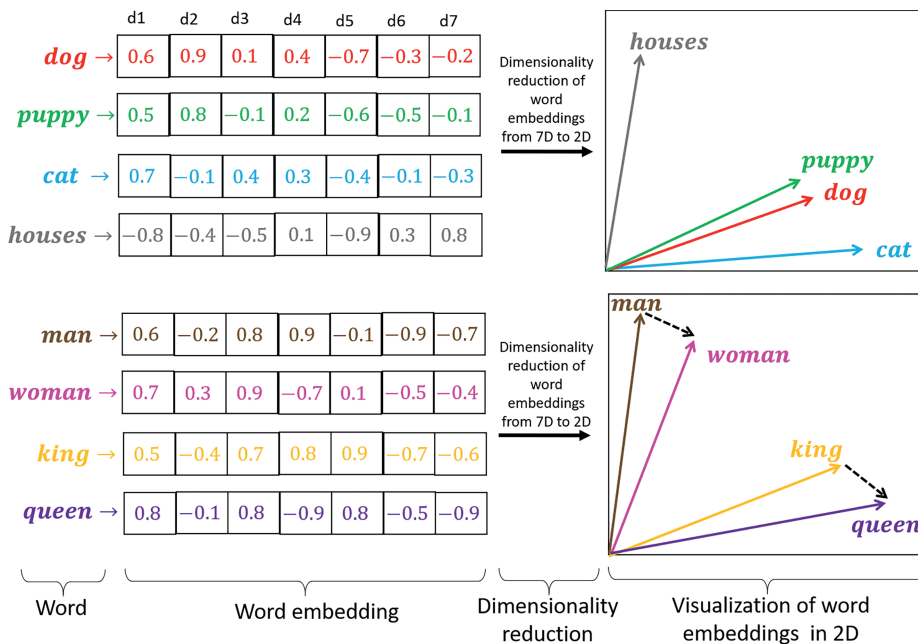 d1 d2 d3 d4 d5 d6 d7
dog → 0.6 0.9 0.1 0.4 −0.7 −0.3 −0.2
puppy → 0.5 0.8 −0.1 0.2 −0.6 −0.5 −0.1
cat → 0.7 −0.1 0.4 0.3 −0.4 −0.1 −0.3
houses → −0.8 −0.4 −0.5 0.1 −0.9 0.3 0.8
Dimensionality
reduction of
word
embeddings
from 7D to 2D
houses
puppy
dog
cat
man → 0.6 −0.2 0.8 0.9 −0.1 −0.9 −0.7
woman → 0.7 0.3 0.9 −0.7 0.1 −0.5 −0.4
king → 0.5 −0.4 0.7 0.8 0.9 −0.7 −0.6
queen → 0.8 −0.1 0.8 −0.9 0.8 −0.5 −0.9
Dimensionality
reduction of
word
embeddings
from 7D to 2D
man
woman
king
queen
Word
Word embedding
Dimensionality
reduction
Visualization of word
embeddings in 2D